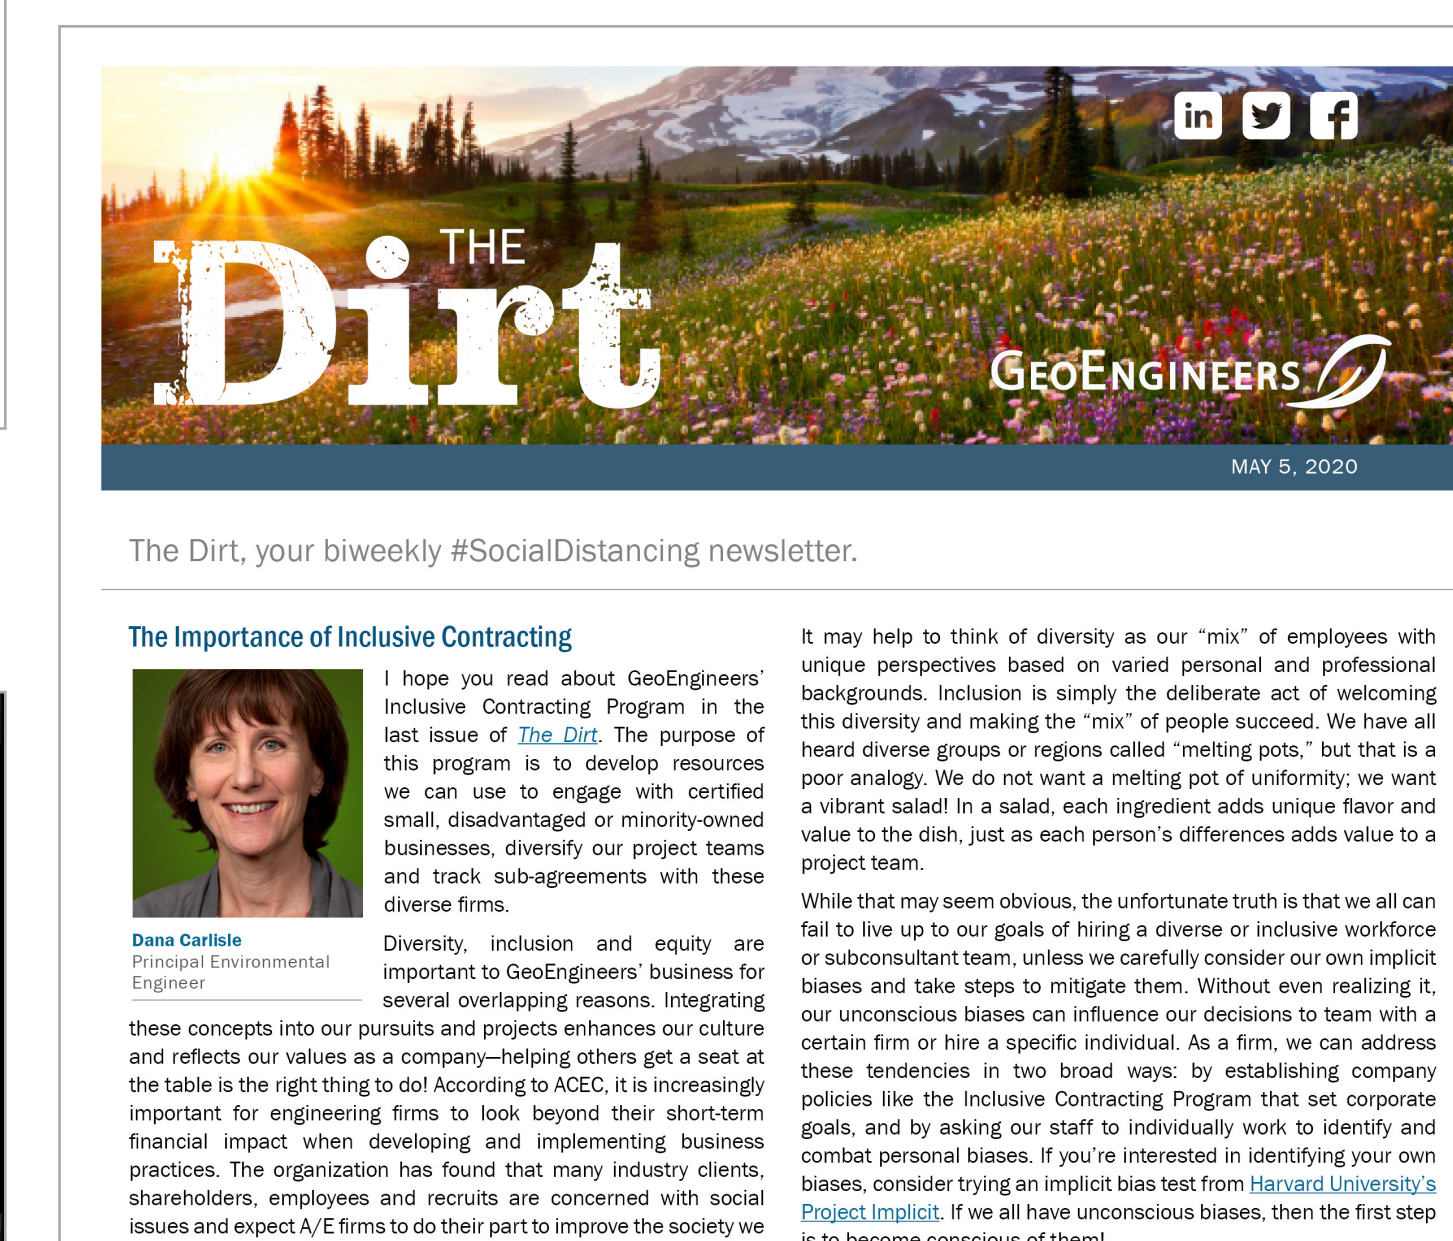 in
THE
Dirt
GEOENGINEERS
MAY 5, 2020
The Dirt, your biweekly #SocialDistancing newsletter.
The Importance of Inclusive Contracting
I hope you read about GeoEngineers’
Inclusive Contracting Program in the
last issue of The Dirt. The purpose of
this program is to develop resources
we can use to engage with certified
small, disadvantaged or minority-owned
businesses, diversify our project teams
and track sub-agreements with these
diverse firms.
Dana Carlisle
Principal Environmental
Engineer
Diversity, inclusion and equity are
important to GeoEngineers’ business for
several overlapping reasons. Integrating
these concepts into our pursuits and projects enhances our culture
and reflects our values as a company—helping others get a seat at
the table is the right thing to do! According to ACEC, it is increasingly
important for engineering firms to look beyond their short-term
financial impact when developing and implementing business
practices. The organization has found that many industry clients,
shareholders, employees and recruits are concerned with social
issues and expect A/E firms to do their part to improve the society we
It may help to think of diversity as our “mix” of employees with
unique perspectives based on varied personal and professional
backgrounds. Inclusion is simply the deliberate act of welcoming
this diversity and making the “mix” of people succeed. We have all
heard diverse groups or regions called “melting pots,” but that is a
poor analogy. We do not want a melting pot of uniformity; we want
a vibrant salad! In a salad, each ingredient adds unique flavor and
value to the dish, just as each person’s differences adds value to a
project team.
While that may seem obvious, the unfortunate truth is that we all can
fail to live up to our goals of hiring a diverse or inclusive workforce
or subconsultant team, unless we carefully consider our own implicit
biases and take steps to mitigate them. Without even realizing it,
our unconscious biases can influence our decisions to team with a
certain firm or hire a specific individual. As a firm, we can address
these tendencies in two broad ways: by establishing company
policies like the Inclusive Contracting Program that set corporate
goals, and by asking our staff to individually work to identify and
combat personal biases. If you’re interested in identifying your own
biases, consider trying an implicit bias test from Harvard University’s
Project Implicit. If we all have unconscious biases, then the first step
is to become conscious of them!